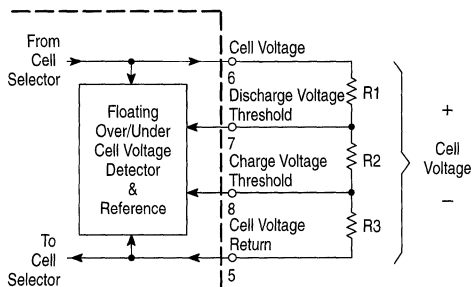 From
Cell
Selector
Cell Voltage
6
R1
Floating
Over/Under
Cell Voltage
Detector
&
Reference
Discharge Voltage
Threshold
7
R2
Charge Voltage
Threshold
8
R3
Cell Voltage
Return
5
To
Cell
Selector
+
Cell
Voltage
−